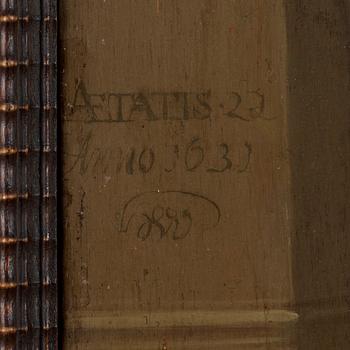 ÆTATIS· 22
Anno 1631